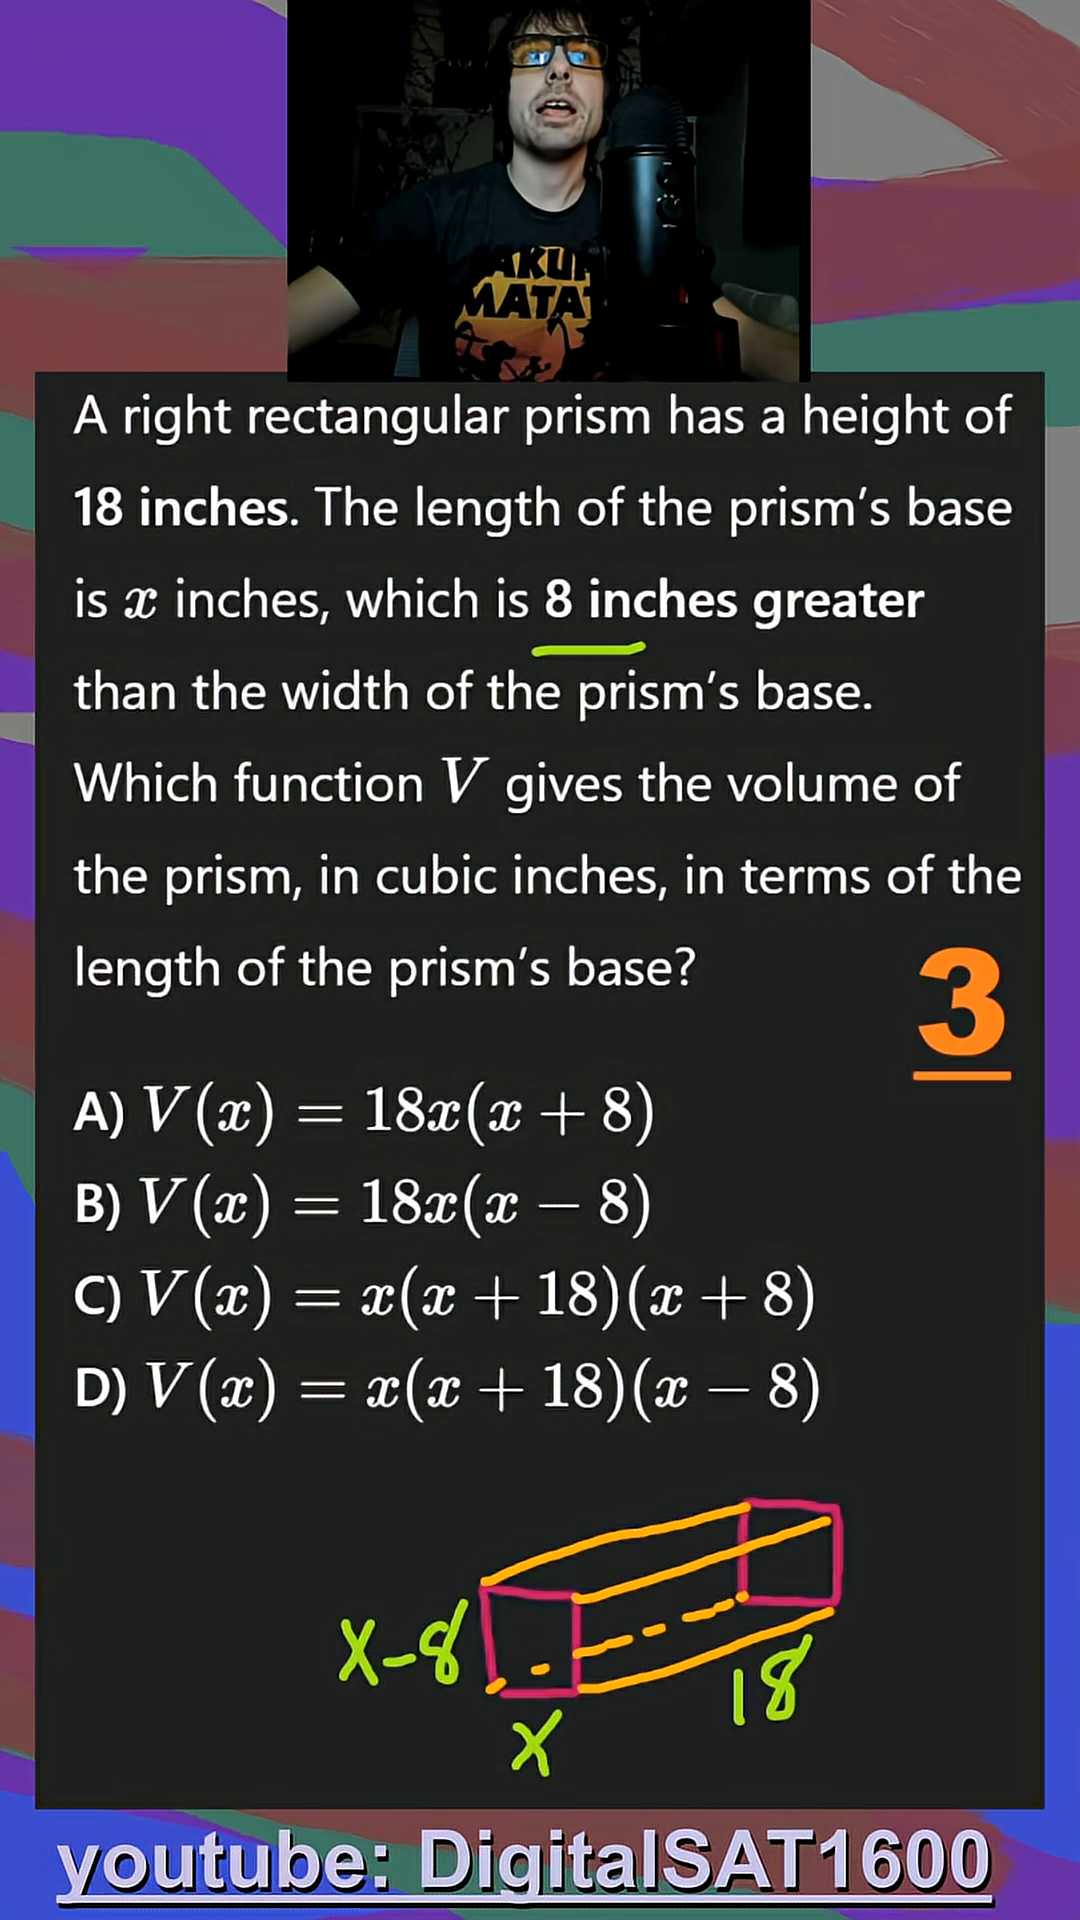 AKUN
MATAT
A right rectangular prism has a height of
18 inches. The length of the prism's base
is x inches, which is 8 inches greater
than the width of the prism's base.
Which function V gives the volume of
the prism, in cubic inches, in terms of the
length of the prism's base?
3
A) V(x) = 18x(x + 8)
B) V(x) = 18x(x − 8)
C) V(x) = x(x + 18)(x + 8)
D) V(x) = x(x + 18)(x − 8)
x-8
18
x
youtube: DigitalSAT1600